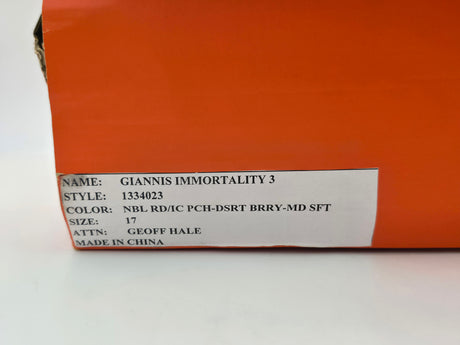 NAME: GIANNIS IMMORTALITY 3
STYLE: 1334023
COLOR: NBL RD/IC PCH-DSRT BRRY-MD SFT
SIZE: 17
ATTN: GEOFF HALE
MADE IN CHINA